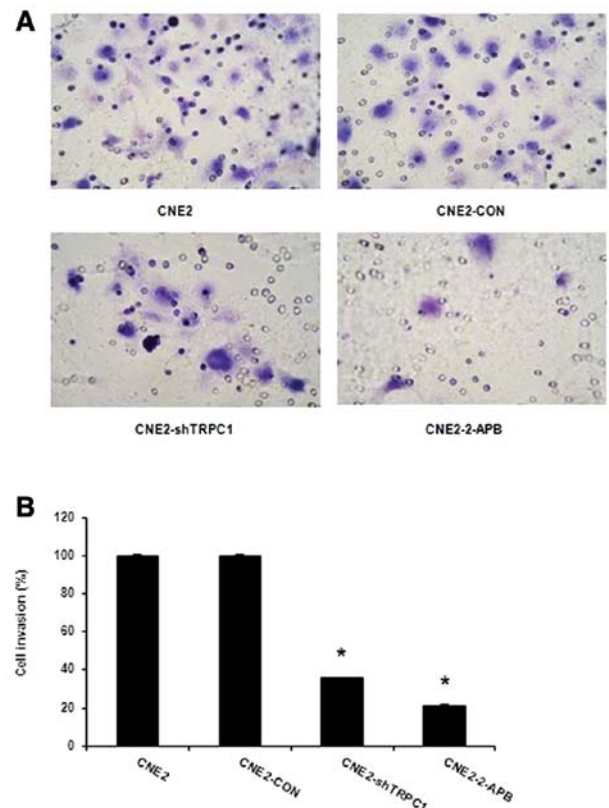 A
CNE2
CNE2-CON
CNE2-shTRPC1
CNE2-2-APB
B
Cell invasion (%)
120
100
80
60
40
20
0
*
*
CNE2
CNE2-CON
CNE2-shTRPC1
CNE2-2-APB